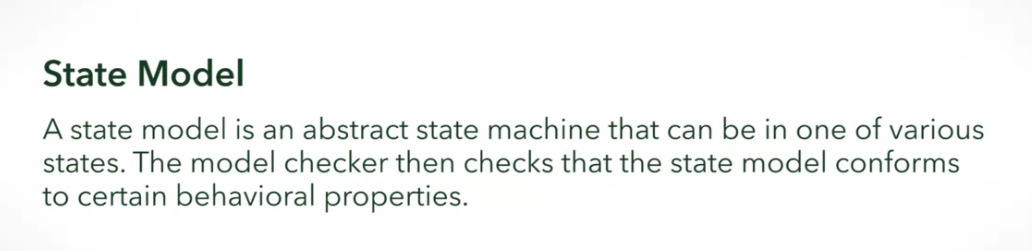 State Model
A state model is an abstract state machine that can be in one of various
states. The model checker then checks that the state model conforms
to certain behavioral properties.